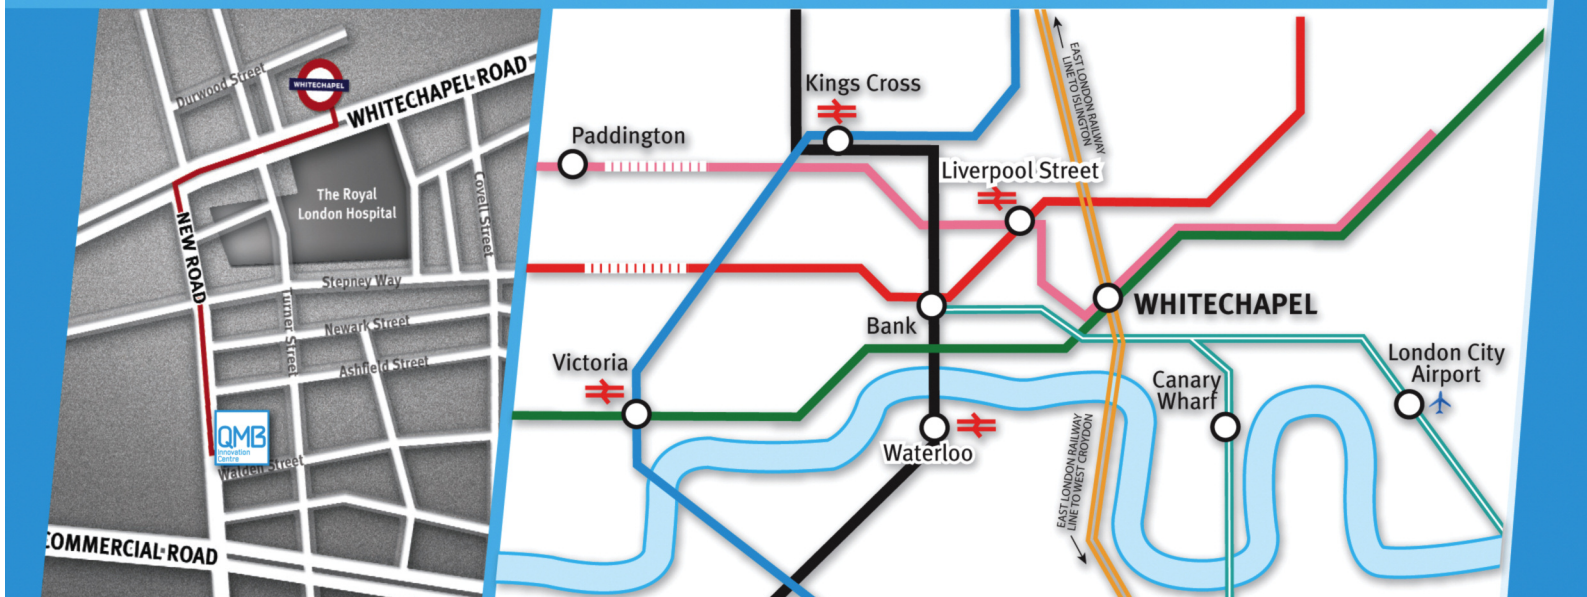 Durwood Street
WHITECHAPEL
WHITECHAPEL ROAD
The Royal
London Hospital
Covell Street
NEW ROAD
Stepney Way
Turner Street
Newark Street
Ashfield Street
QMB
Innovation
Centre
Walden Street
COMMERCIAL ROAD
Kings Cross
Paddington
EAST LONDON RAILWAY
LINE TO ISLINGTON
Liverpool Street
WHITECHAPEL
Bank
Victoria
London City
Airport
Canary
Wharf
Waterloo
EAST LONDON RAILWAY
LINE TO WEST CROYDON